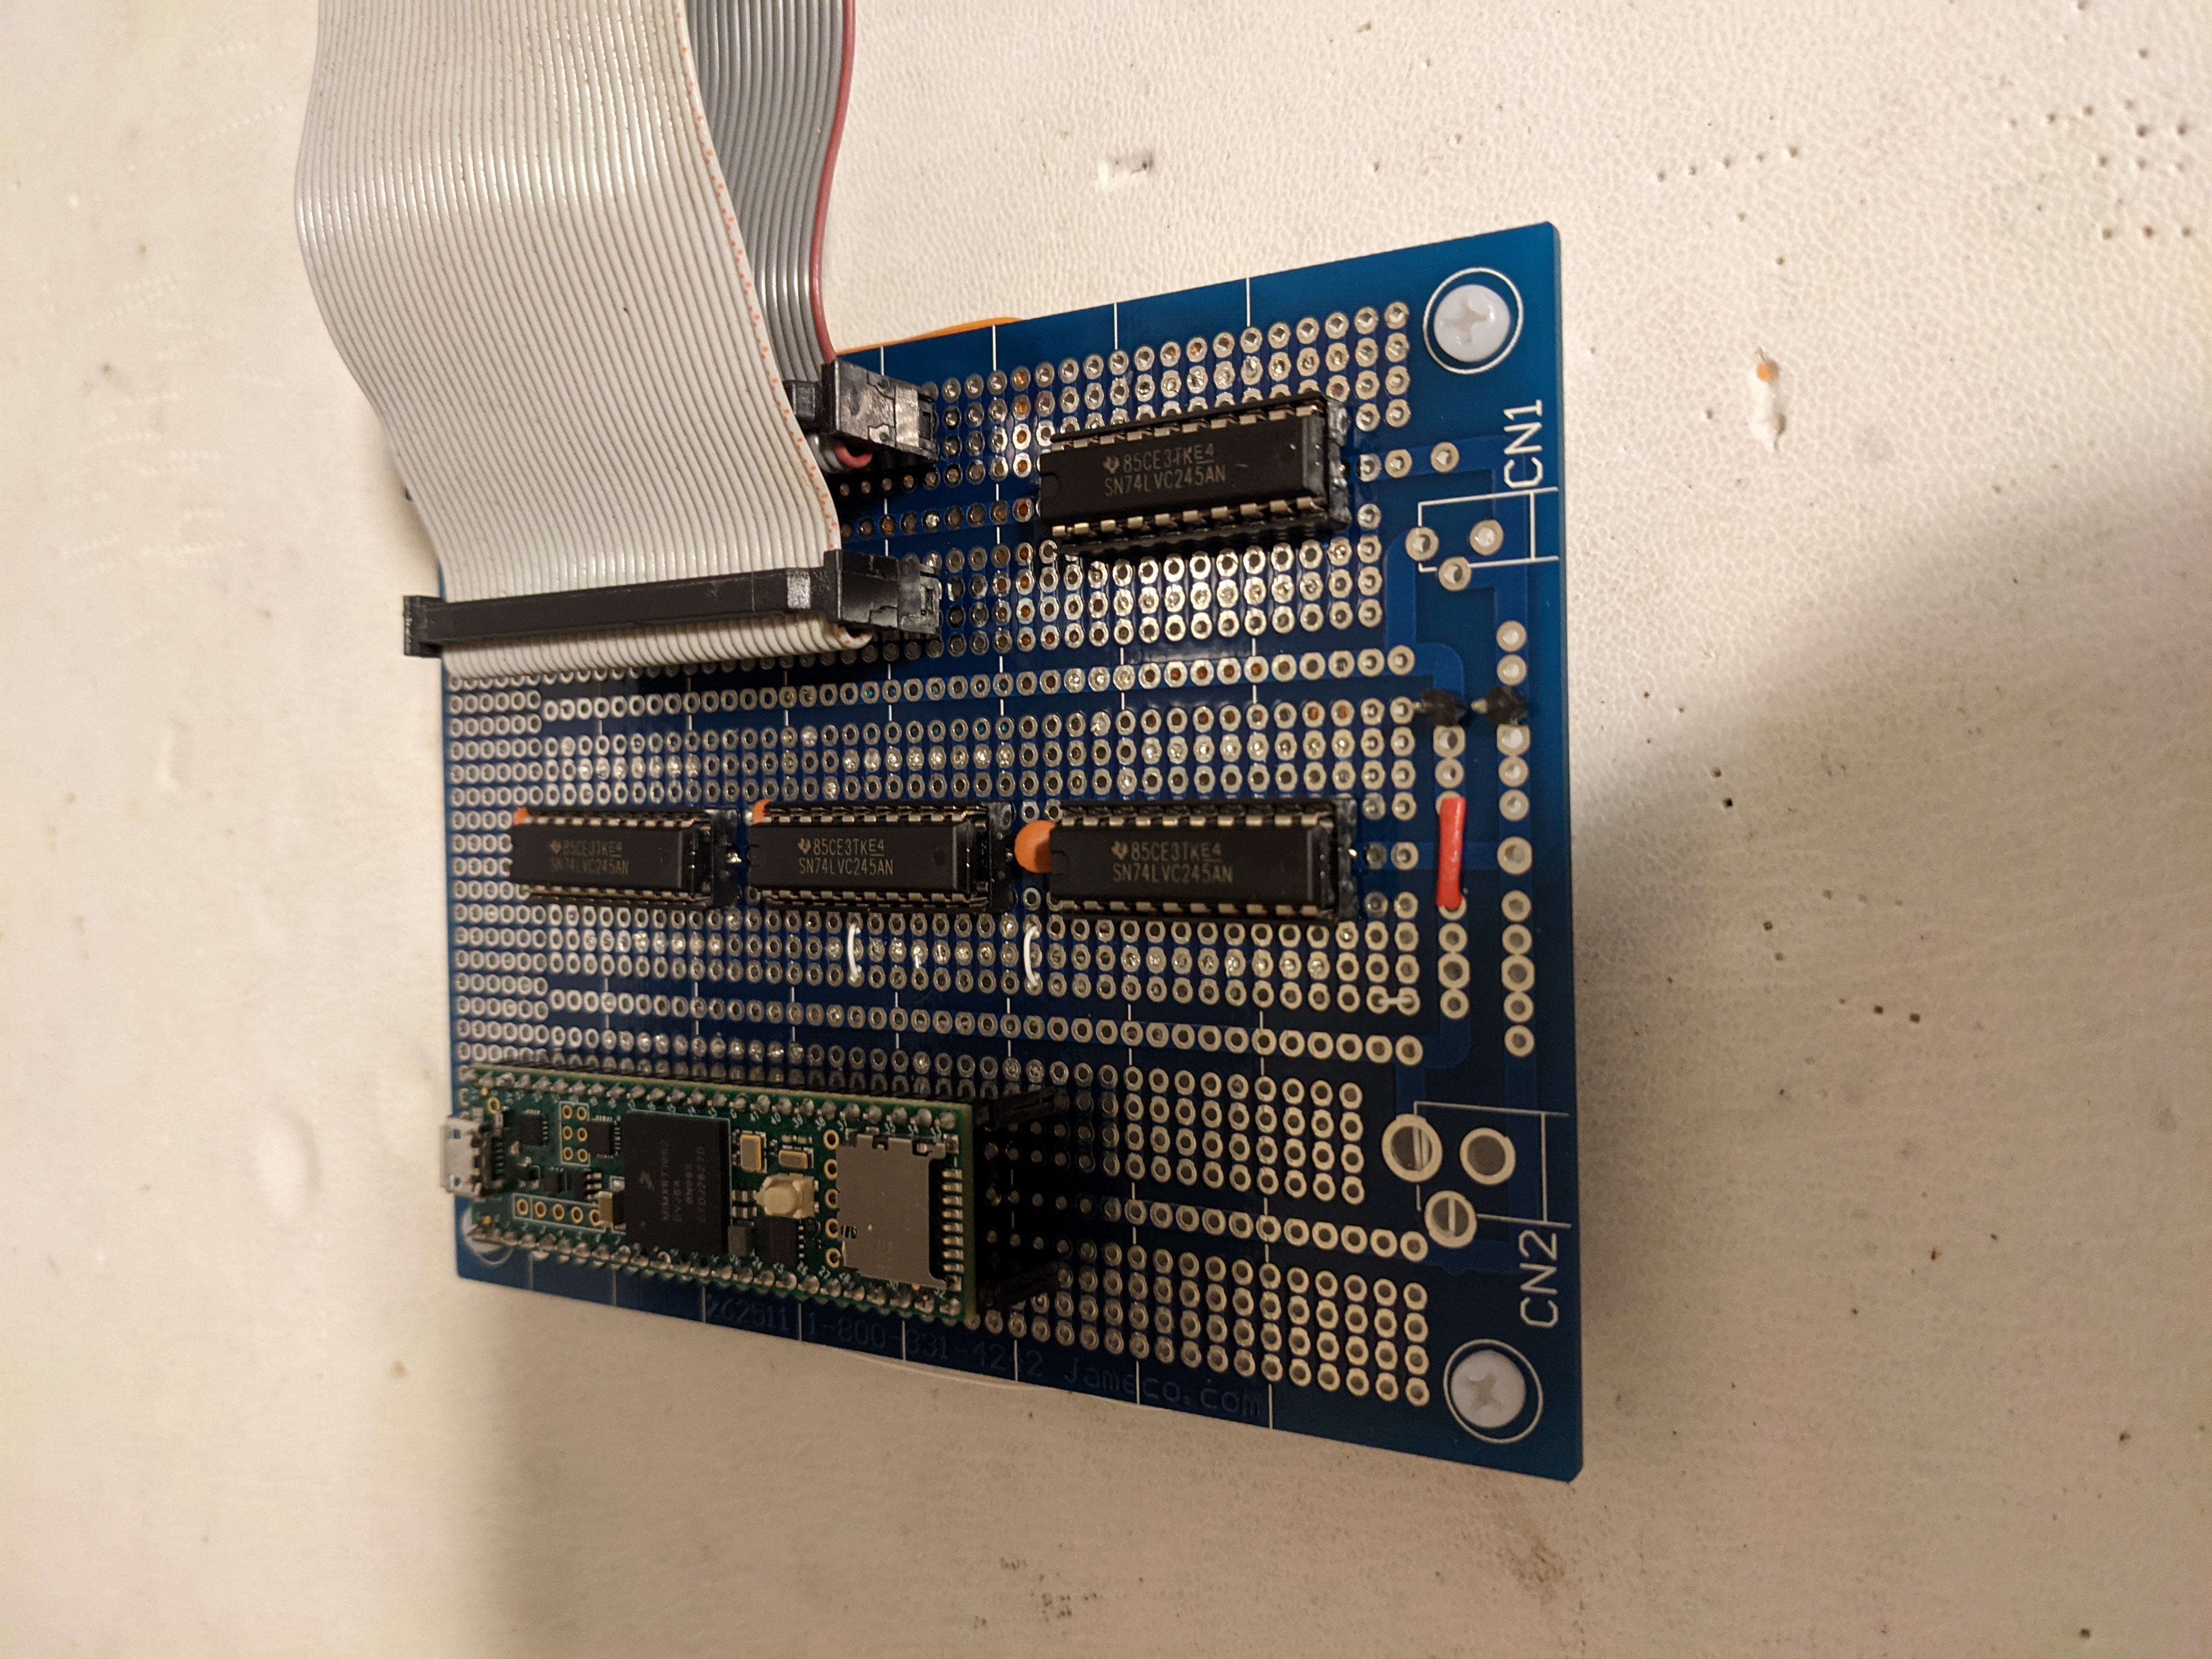 MIMXRT1062
DVJ6A
0N00X
CTDJ2027D
85CE3TKE4
SN74LVC245AN
85CE3TKE4
SN74LVC245AN
85CE3TKE4
SN74LVC245AN
85CE3TKE4
SN74LVC245AN
1-800-831-4242 Jameco.com
CN2
CN1